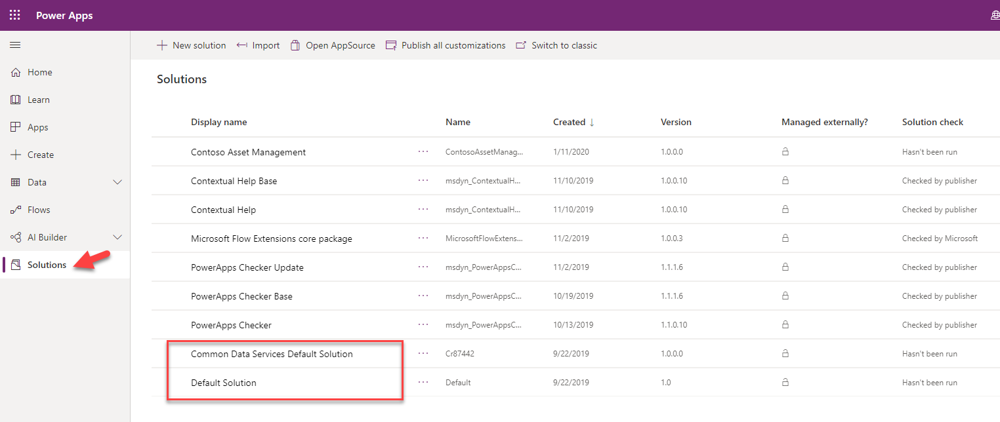 Power Apps
New solution Import Open AppSource Publish all customizations Switch to classic
Home
Learn
Apps
Create
Data
Flows
AI Builder
Solutions
Solutions
Display name Name Created Version Managed externally? Solution check
Contoso Asset Management ... ContosoAssetManag... 1/11/2020 1.0.0.0 Hasn't been run
Contextual Help Base ... msdyn_ContextualH... 11/10/2019 1.0.0.10 Checked by publisher
Contextual Help ... msdyn_ContextualH... 11/10/2019 1.0.0.10 Checked by publisher
Microsoft Flow Extensions core package ... MicrosoftFlowExtens... 11/2/2019 1.0.0.3 Checked by Microsoft
PowerApps Checker Update ... msdyn_PowerAppsC... 11/2/2019 1.1.1.6 Checked by publisher
PowerApps Checker Base ... msdyn_PowerAppsC... 10/19/2019 1.1.1.6 Checked by publisher
PowerApps Checker ... msdyn_PowerAppsC... 10/13/2019 1.1.0.10 Checked by publisher
Common Data Services Default Solution ... Cr87442 9/22/2019 1.0.0.0 Hasn't been run
Default Solution ... Default 9/22/2019 1.0 Hasn't been run